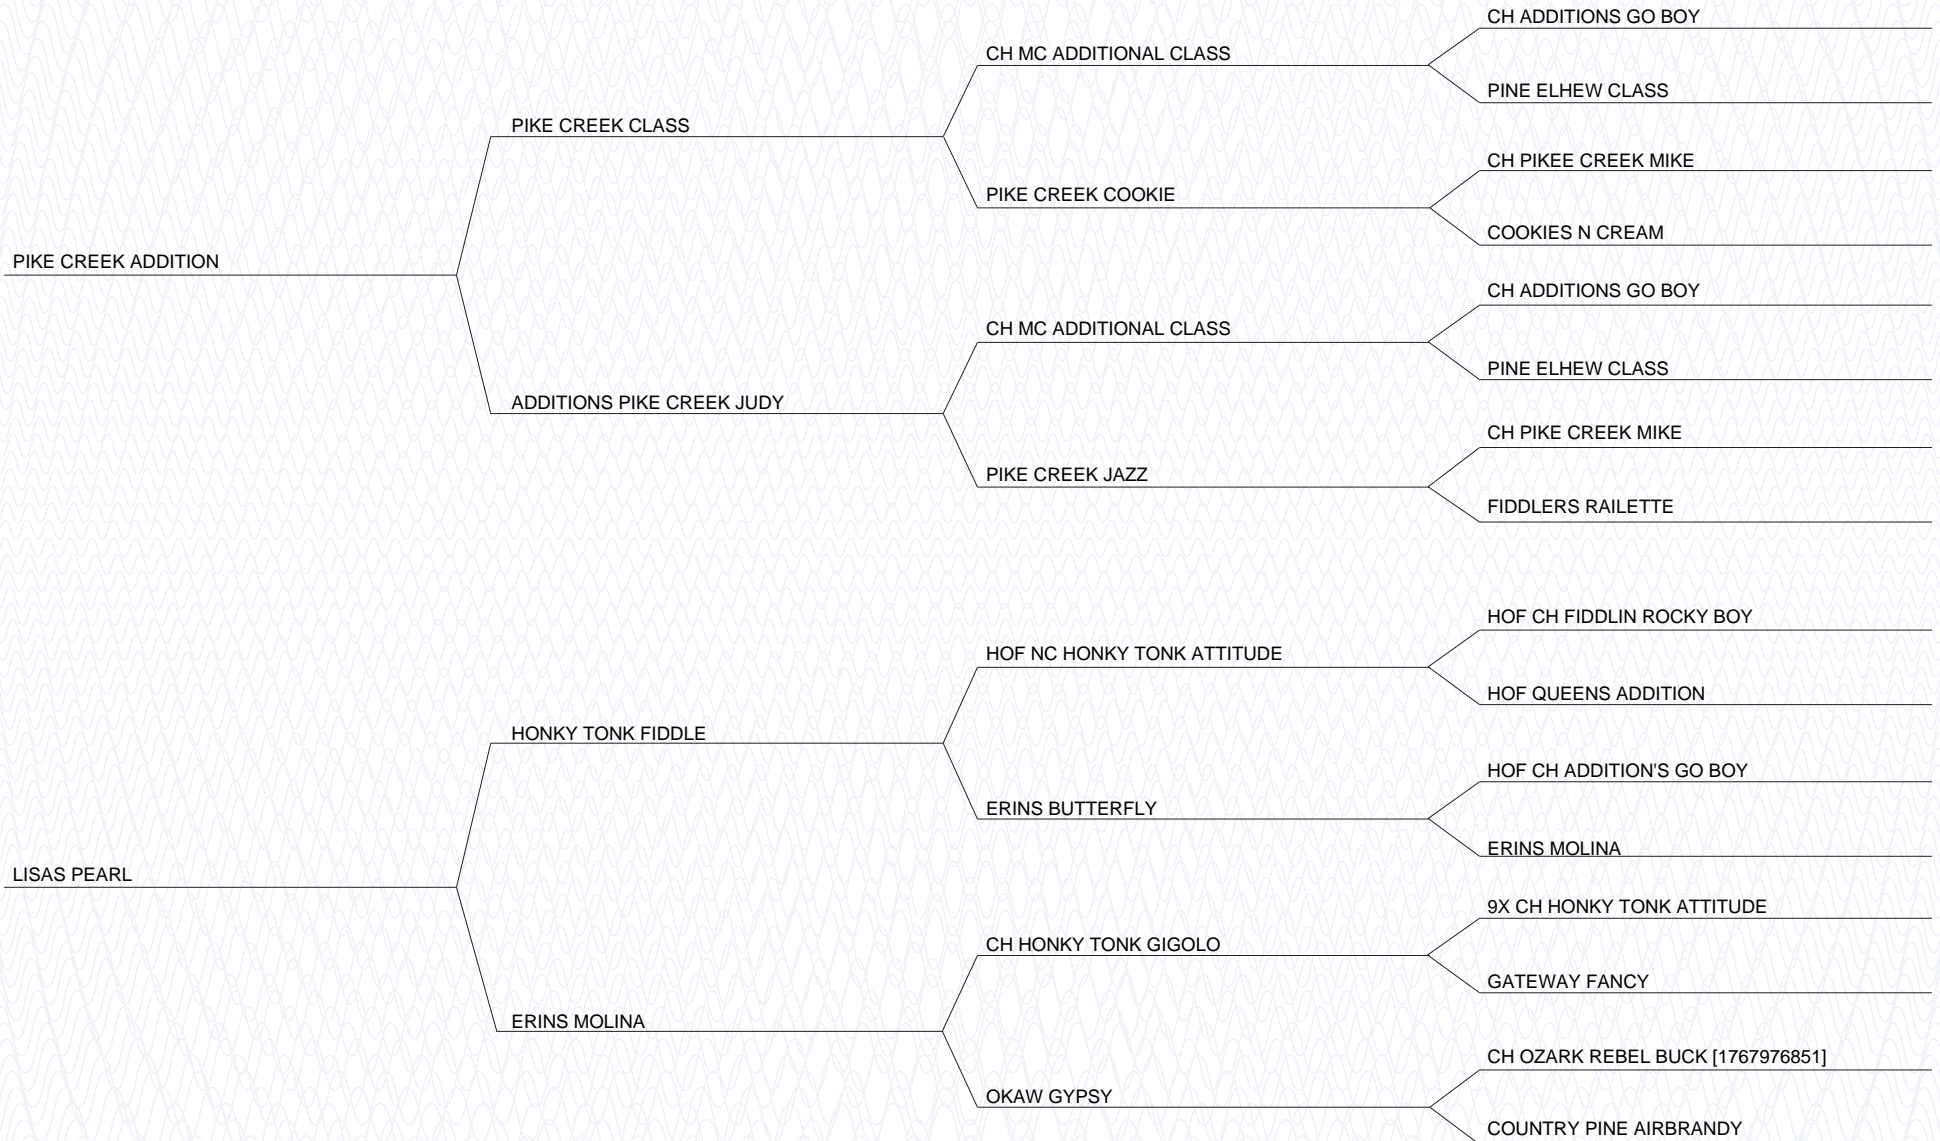 CH ADDITIONS GO BOY
CH MC ADDITIONAL CLASS
PINE ELHEW CLASS
PIKE CREEK CLASS
CH PIKEE CREEK MIKE
PIKE CREEK COOKIE
COOKIES N CREAM
PIKE CREEK ADDITION
CH ADDITIONS GO BOY
CH MC ADDITIONAL CLASS
PINE ELHEW CLASS
ADDITIONS PIKE CREEK JUDY
CH PIKE CREEK MIKE
PIKE CREEK JAZZ
FIDDLERS RAILETTE
HOF CH FIDDLIN ROCKY BOY
HOF NC HONKY TONK ATTITUDE
HOF QUEENS ADDITION
HONKY TONK FIDDLE
HOF CH ADDITION'S GO BOY
ERINS BUTTERFLY
ERINS MOLINA
LISAS PEARL
9X CH HONKY TONK ATTITUDE
CH HONKY TONK GIGOLO
GATEWAY FANCY
ERINS MOLINA
CH OZARK REBEL BUCK [1767976851]
OKAW GYPSY
COUNTRY PINE AIRBRANDY